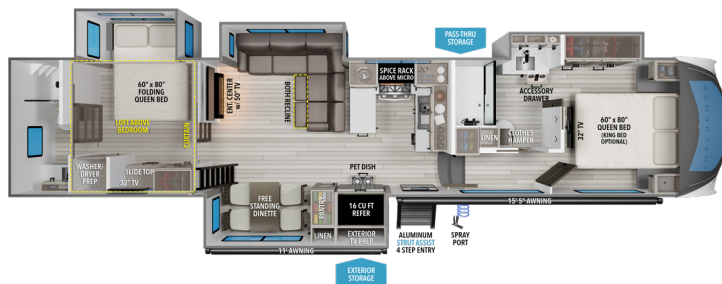 PASS-THRU
STORAGE
60" x 80"
FOLDING
QUEEN BED
LOFT ABOVE
BEDROOM
CURTAIN
WASHER/
DRYER
PREP
SLIDE TOP
32" TV
ENT. CENTER
w/ 50" TV
BOTH RECLINE
SPICE RACK
ABOVE MICRO
ACCESSORY
DRAWER
LINEN
CLOTHES
HAMPER
32" TV
60" x 80"
QUEEN BED
(KING BED
OPTIONAL)
INFLUENCE
PET DISH
FREE
STANDING
DINETTE
PANTRY
16 CU FT
REFER
LINEN
EXTERIOR
TV PREP
11' AWNING
15' 5" AWNING
ALUMINUM
STRUT ASSIST
4 STEP ENTRY
SPRAY
PORT
EXTERIOR
STORAGE